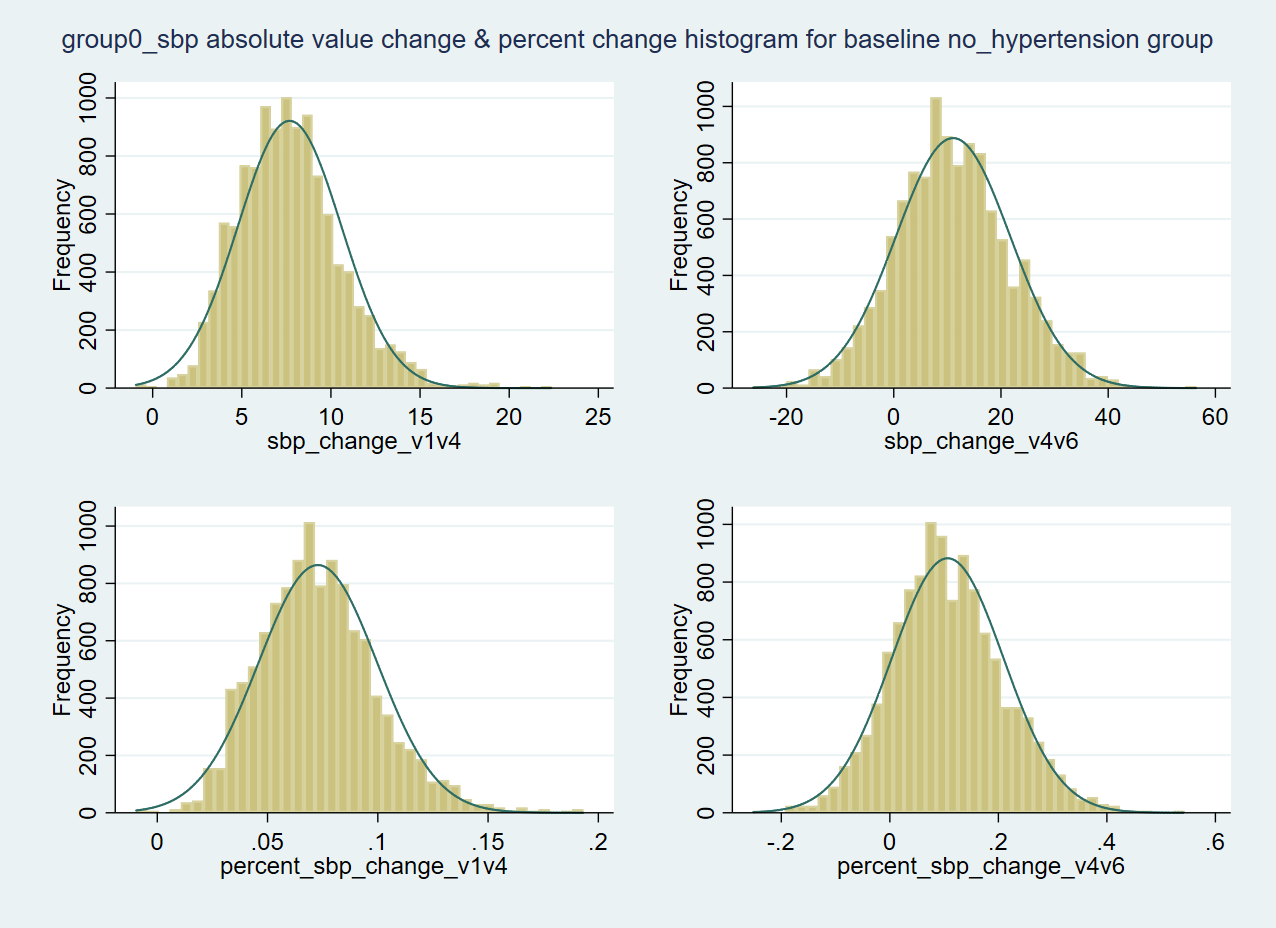 group0_sbp absolute value change & percent change histogram for baseline no_hypertension group
Frequency
1000
800
600
400
200
0
0 5 10 15 20 25
sbp_change_v1v4
Frequency
1000
800
600
400
200
0
-20 0 20 40 60
sbp_change_v4v6
Frequency
1000
800
600
400
200
0
0 .05 .1 .15 .2
percent_sbp_change_v1v4
Frequency
1000
800
600
400
200
0
-.2 0 .2 .4 .6
percent_sbp_change_v4v6